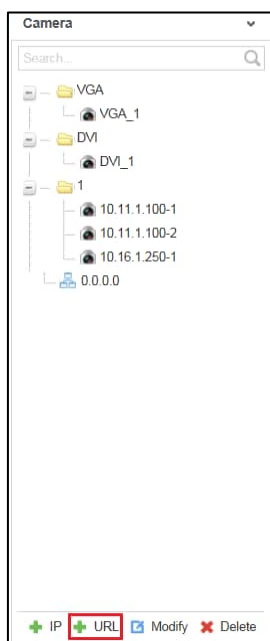 Camera
Search...
VGA
VGA_1
DVI
DVI_1
1
10.11.1.100-1
10.11.1.100-2
10.16.1.250-1
0.0.0.0
IP URL Modify Delete